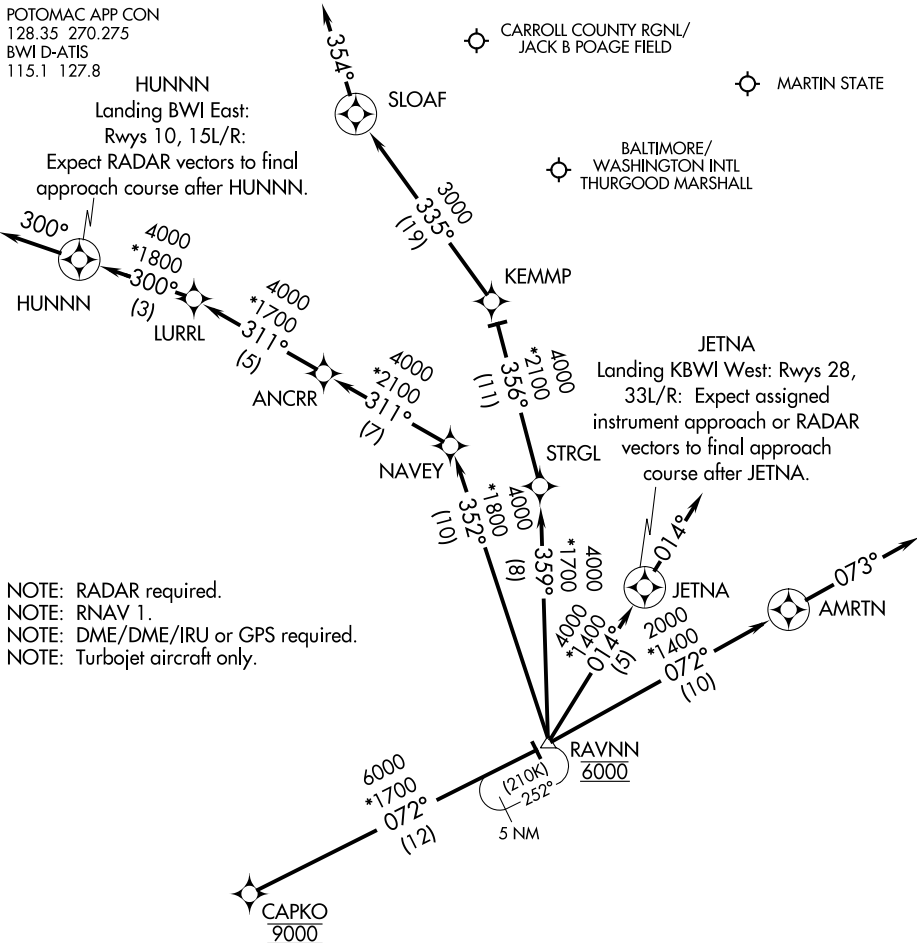 POTOMAC APP CON
128.35 270.275
BWI D-ATIS
115.1 127.8
HUNNN
Landing BWI East:
Rwys 10, 15L/R:
Expect RADAR vectors to final
approach course after HUNNN.
354°
SLOAF
CARROLL COUNTY RGNL/
JACK B POAGE FIELD
MARTIN STATE
BALTIMORE/
WASHINGTON INTL
THURGOOD MARSHALL
3000
335°
(19)
KEMMP
300°
HUNNN
4000
*1800
300°
(3)
LURRL
4000
*1700
311°
(5)
ANCRR
4000
*2100
311°
(7)
NAVEY
4000
*2100
356°
(11)
STRGL
JETNA
Landing KBWI West: Rwys 28,
33L/R: Expect assigned
instrument approach or RADAR
vectors to final approach
course after JETNA.
4000
*1800
352°
(10)
4000
*1700
359°
(8)
014°
JETNA
4000
*1400
014°
(5)
073°
AMRTN
2000
*1400
072°
(10)
NOTE: RADAR required.
NOTE: RNAV 1.
NOTE: DME/DME/IRU or GPS required.
NOTE: Turbojet aircraft only.
RAVNN
6000
(210K)
252°
5 NM
6000
*1700
072°
(12)
CAPKO
9000